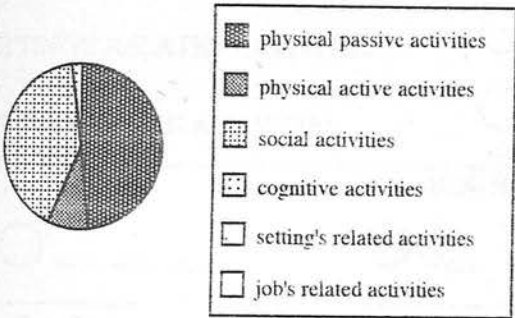 physical passive activities
physical active activities
social activities
cognitive activities
setting's related activities
job's related activities